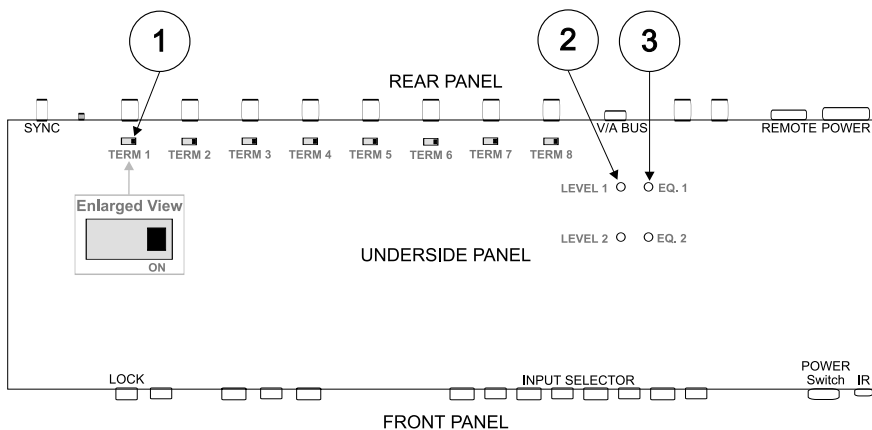 1 2 3
REAR PANEL
SYNC V/A BUS REMOTE POWER
TERM 1 TERM 2 TERM 3 TERM 4 TERM 5 TERM 6 TERM 7 TERM 8
LEVEL 1 EQ. 1
Enlarged View
ON
LEVEL 2 EQ. 2
UNDERSIDE PANEL
LOCK INPUT SELECTOR POWER
Switch IR
FRONT PANEL